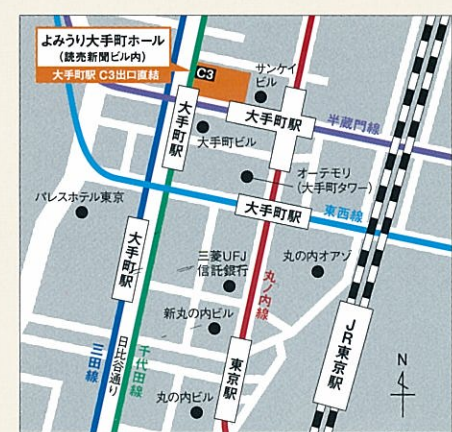 よみうり大手町ホール
(読売新聞ビル内)
大手町駅 C3出口直結
C3
サンケイ
ビル
大手町駅
大手町駅
半蔵門線
大手町ビル
オーテモリ
(大手町タワー)
パレスホテル東京
大手町駅
東西線
大手町駅
三菱UFJ
信託銀行
丸の内オアゾ
丸ノ内線
新丸の内ビル
JR東京駅
東京駅
三田線
日比谷通り
千代田線
丸の内ビル
N